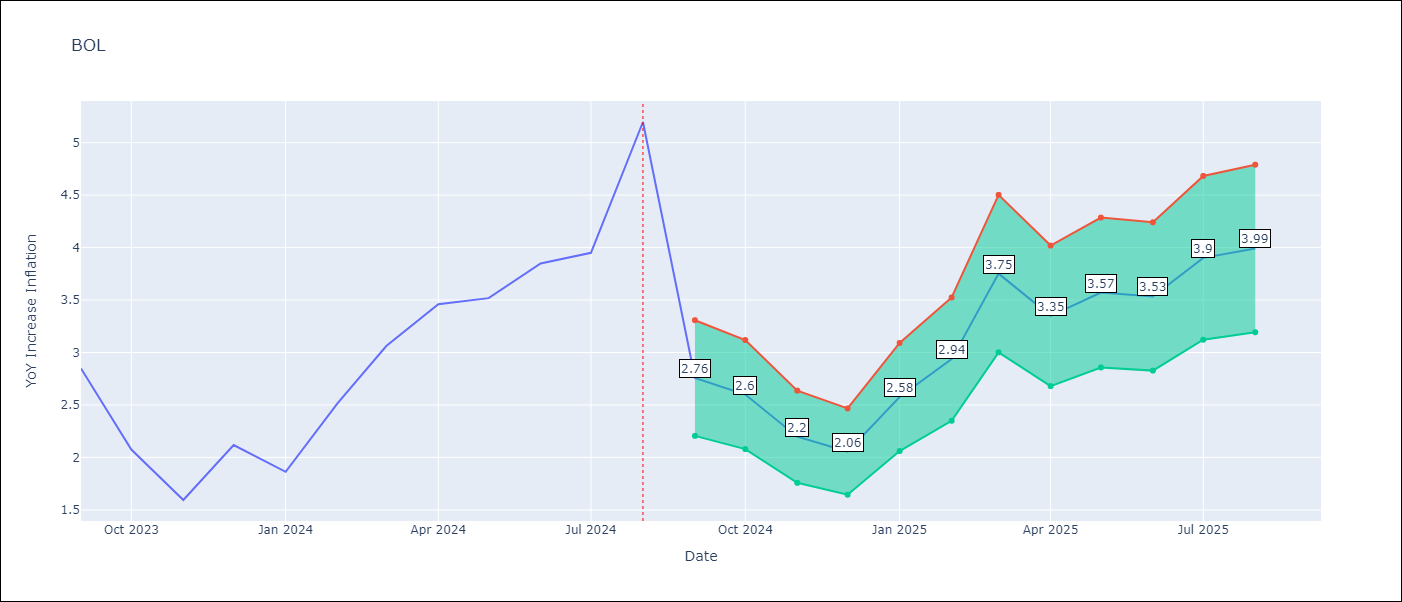 BOL
YoY Increase Inflation
5
4.5
4
3.5
3
2.5
2
1.5
2.76
2.6
2.2
2.06
2.58
2.94
3.75
3.35
3.57
3.53
3.9
3.99
Oct 2023
Jan 2024
Apr 2024
Jul 2024
Oct 2024
Jan 2025
Apr 2025
Jul 2025
Date